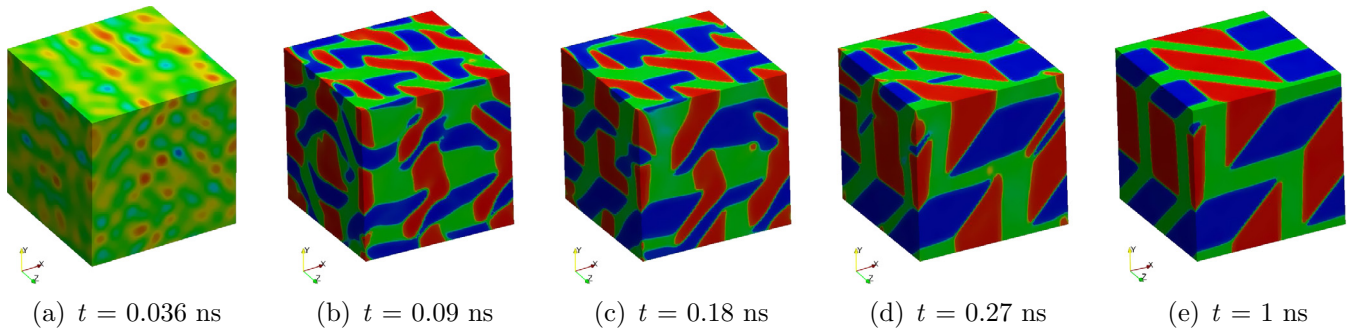 Y X Z
Y X Z
Y X Z
Y X Z
Y X Z
(a) t = 0.036 ns
(b) t = 0.09 ns
(c) t = 0.18 ns
(d) t = 0.27 ns
(e) t = 1 ns